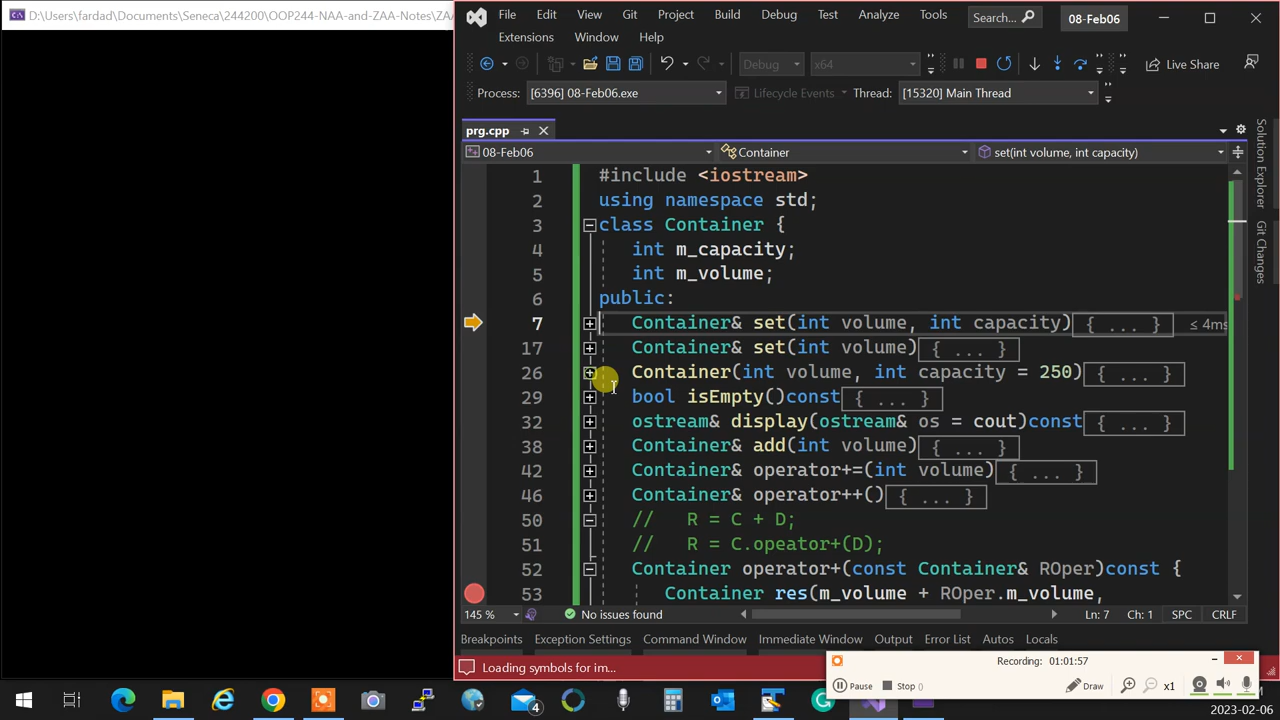 D:\Users\fardad\Documents\Seneca\244200\OOP244-NAA-and-ZAA-Notes\ZAA
File Edit View Git Project Build Debug Test Analyze Tools Search... 08-Feb06
Extensions Window Help
Debug x64 Live Share
Process: [6396] 08-Feb06.exe Lifecycle Events Thread: [15320] Main Thread
prg.cpp
08-Feb06 Container set(int volume, int capacity)
1 #include <iostream>
2 using namespace std;
3 class Container {
4 int m_capacity;
5 int m_volume;
6 public:
7 Container& set(int volume, int capacity) { ... } ≤ 4ms
17 Container& set(int volume) { ... }
26 Container(int volume, int capacity = 250) { ... }
29 bool isEmpty()const { ... }
32 ostream& display(ostream& os = cout)const { ... }
38 Container& add(int volume) { ... }
42 Container& operator+=(int volume) { ... }
46 Container& operator++() { ... }
50 // R = C + D;
51 // R = C.opeator+(D);
52 Container operator+(const Container& ROper)const {
53 Container res(m_volume + ROper.m_volume,
145 % No issues found Ln: 7 Ch: 1 SPC CRLF
Breakpoints Exception Settings Command Window Immediate Window Output Error List Autos Locals
Loading symbols for im...
Solution Explorer
Git Changes
Recording: 01:01:57
Pause Stop () Draw x1
4
2023-02-06